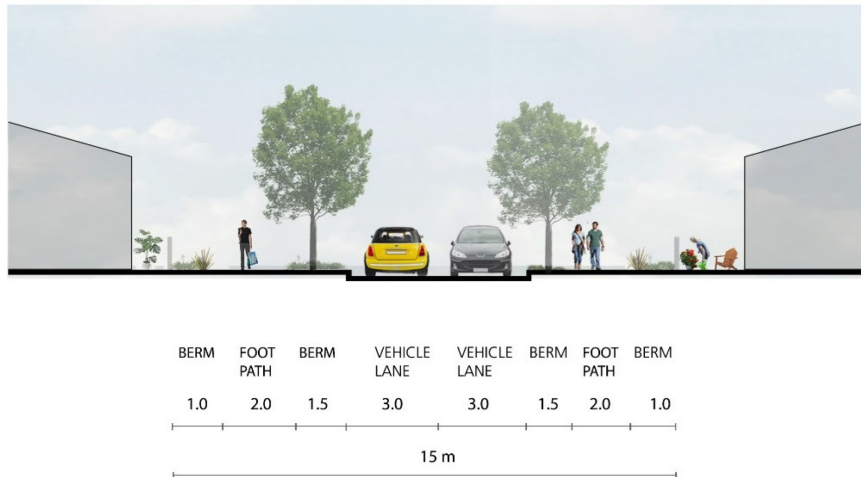 BERM FOOT PATH BERM VEHICLE LANE VEHICLE LANE BERM FOOT PATH BERM
1.0 2.0 1.5 3.0 3.0 1.5 2.0 1.0
15 m